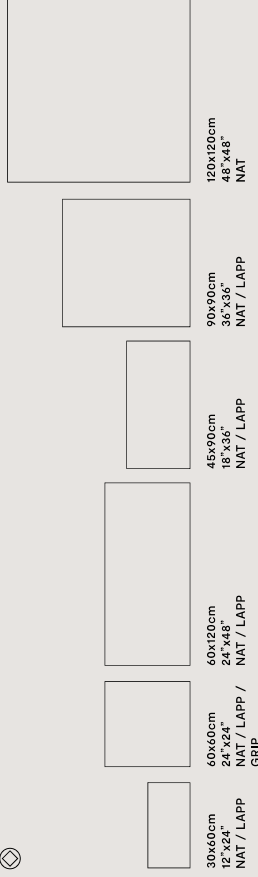 30x60cm
12”x24”
NAT / LAPP
60x60cm
24”x24”
NAT / LAPP /
GRIP
60x120cm
24”x48”
NAT / LAPP
45x90cm
18”x36”
NAT / LAPP
90x90cm
36”x36”
NAT / LAPP
120x120cm
48”x48”
NAT